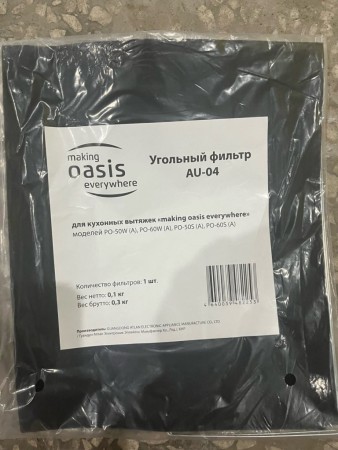 making
oasis
everywhere
Угольный фильтр
AU-04
для кухонных вытяжек «making oasis everywhere»
моделей PO-50W (A), PO-60W (A), PO-50S (A), PO-60S (A)
Количество фильтров: 1 шт.
Вес нетто: 0,1 кг
Вес брутто: 0,3 кг